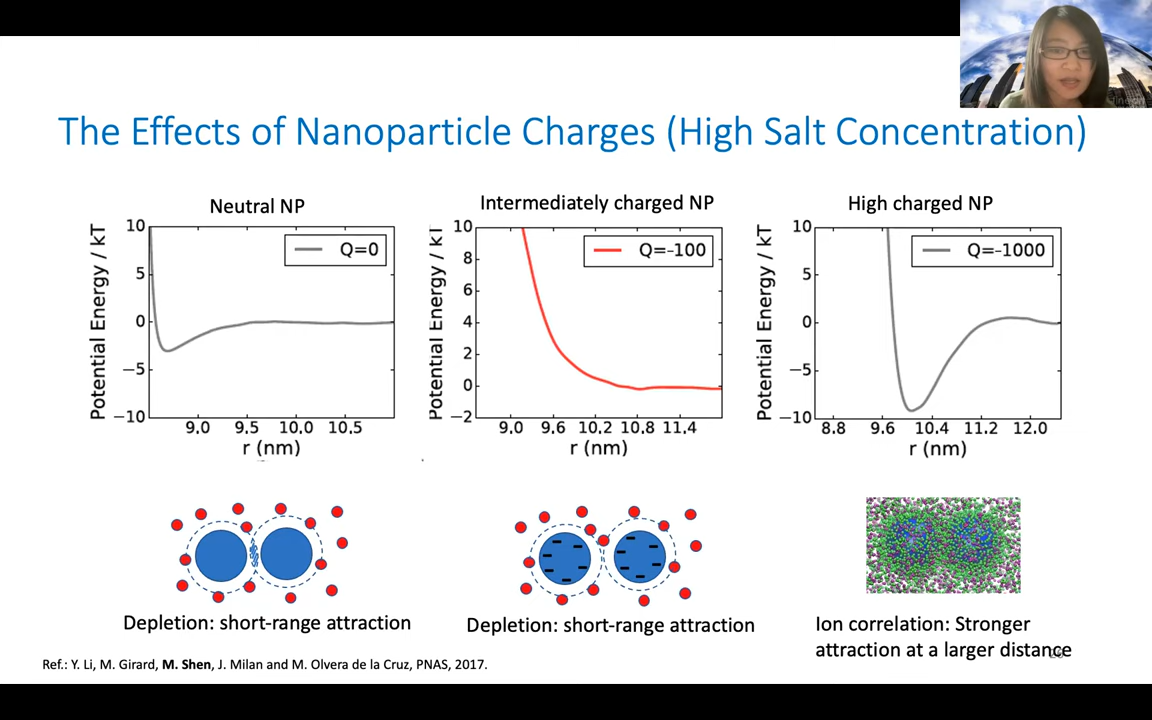 The Effects of Nanoparticle Charges (High Salt Concentration)
Neutral NP
Intermediately charged NP
High charged NP
Potential Energy / kT
10
5
0
−5
−10
Q=0
9.0 9.5 10.0 10.5
r (nm)
Potential Energy / kT
10
8
6
4
2
0
−2
Q=-100
9.0 9.6 10.2 10.8 11.4
r (nm)
Potential Energy / kT
10
5
0
−5
−10
Q=-1000
8.8 9.6 10.4 11.2 12.0
r (nm)
Depletion: short-range attraction
Depletion: short-range attraction
Ion correlation: Stronger
attraction at a larger distance
Ref.: Y. Li, M. Girard, M. Shen, J. Milan and M. Olvera de la Cruz, PNAS, 2017.